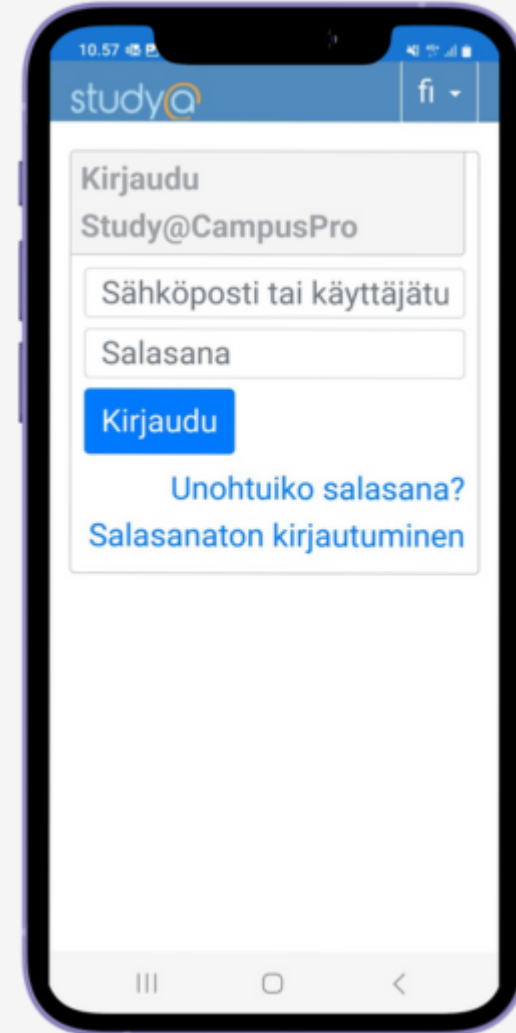 10.57
study@
fi
Kirjaudu
Study@CampusPro
Sähköposti tai käyttäjätu
Salasana
Kirjaudu
Unohtuiko salasana?
Salasanaton kirjautuminen